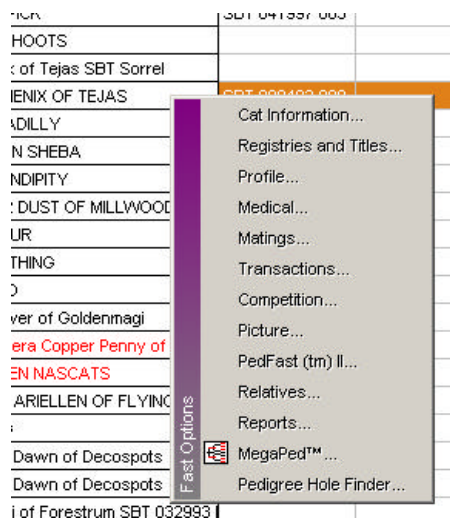 HOOTS
of Tejas SBT Sorrel
ENIX OF TEJAS
ADILLY
N SHEBA
NDIPITY
DUST OF MILLWOOD
UR
THING
ver of Goldenmagi
era Copper Penny of
EN NASCATS
ARIELLEN OF FLYING
Dawn of Decospots
Dawn of Decospots
i of Forestrum SBT 032993
Fast Options
Cat Information...
Registries and Titles...
Profile...
Medical...
Matings...
Transactions...
Competition...
Picture...
PedFast (tm) II...
Relatives...
Reports...
MegaPed™...
Pedigree Hole Finder...